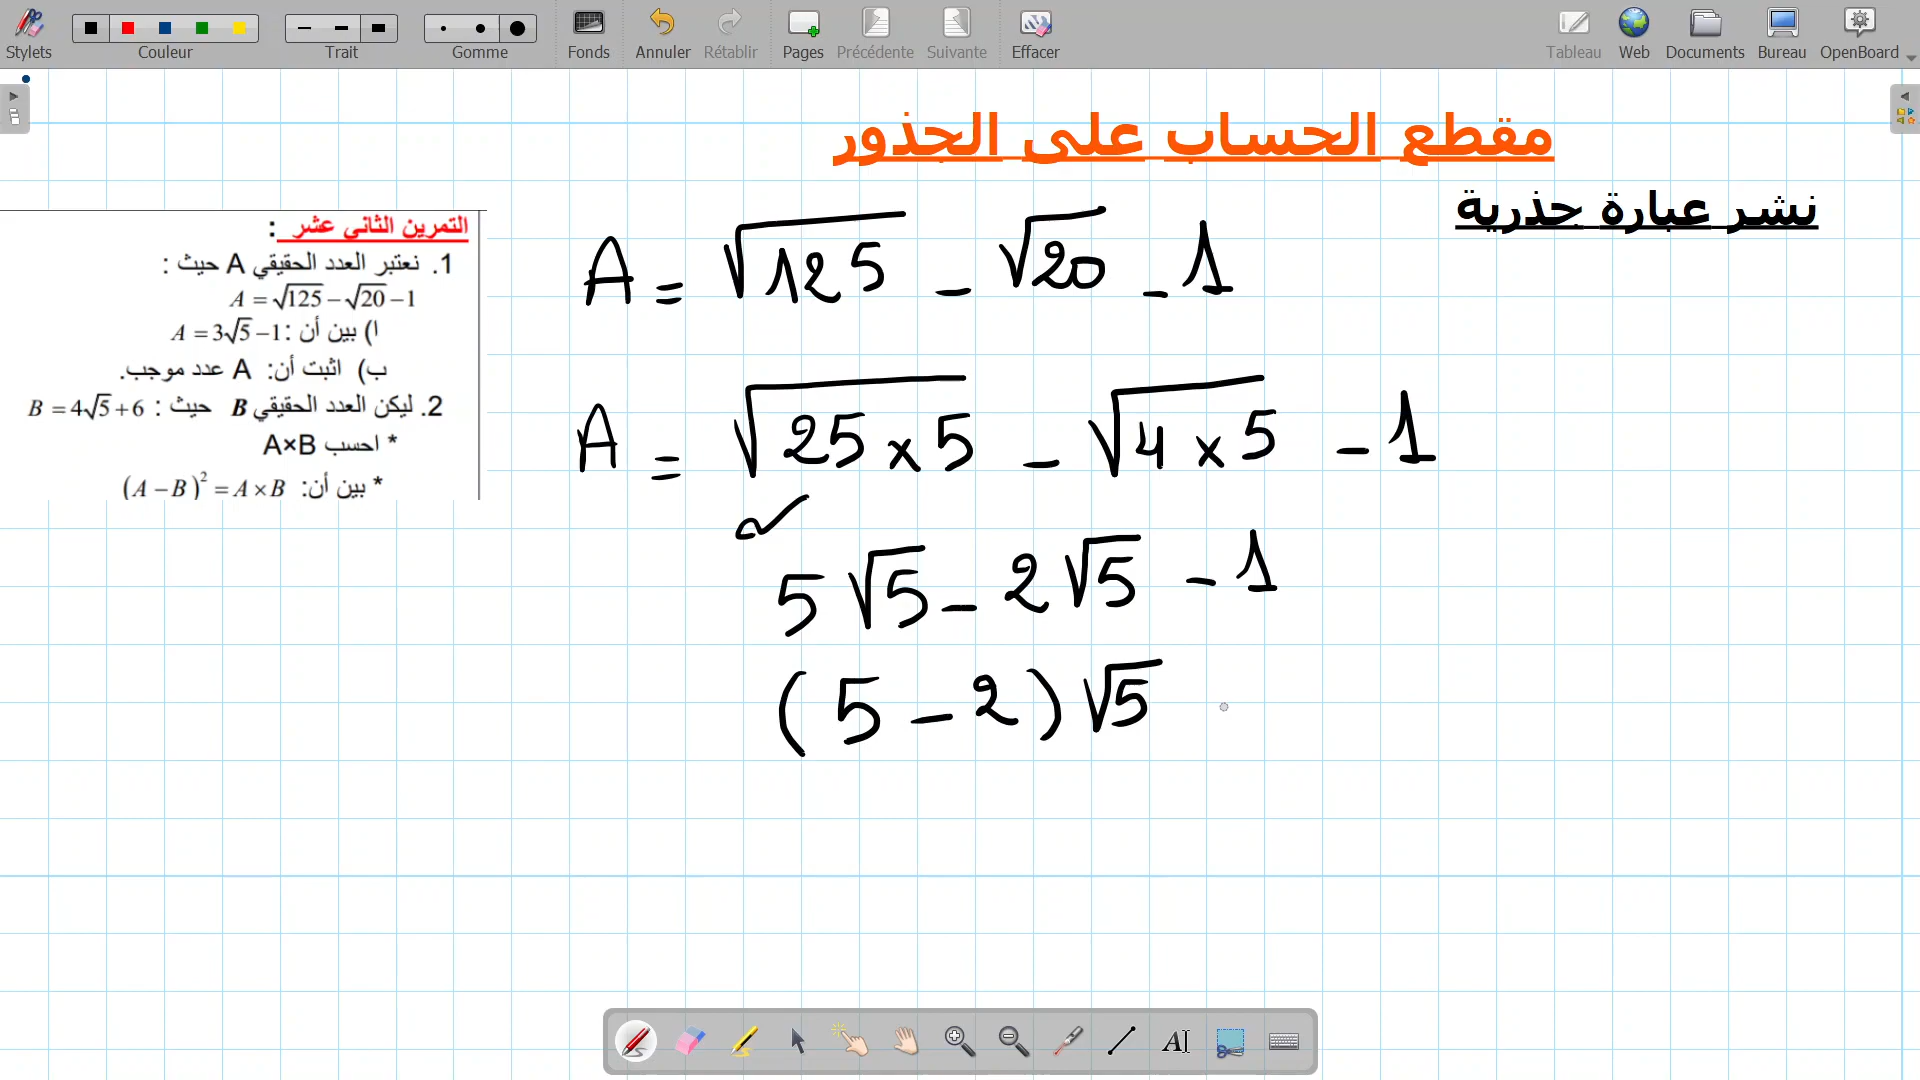 Stylets Couleur Trait Gomme Fonds Annuler Rétablir Pages Précédente Suivante Effacer Tableau Web Documents Bureau OpenBoard
مقطع الحساب على الجذور
نشر عبارة جذرية
التمرين الثاني عشر :
1. نعتبر العدد الحقيقي A حيث :
A = √125 − √20 − 1
ا) بين أن : A = 3√5 − 1
ب) اثبت أن: A عدد موجب.
2. ليكن العدد الحقيقي B حيث : B = 4√5 + 6
* احسب A×B
* بين أن: (A − B)² = A × B
A = √125 − √20 − 1
A = √25 × 5 − √4 × 5 − 1
5 √5 − 2 √5 − 1
(5 − 2) √5